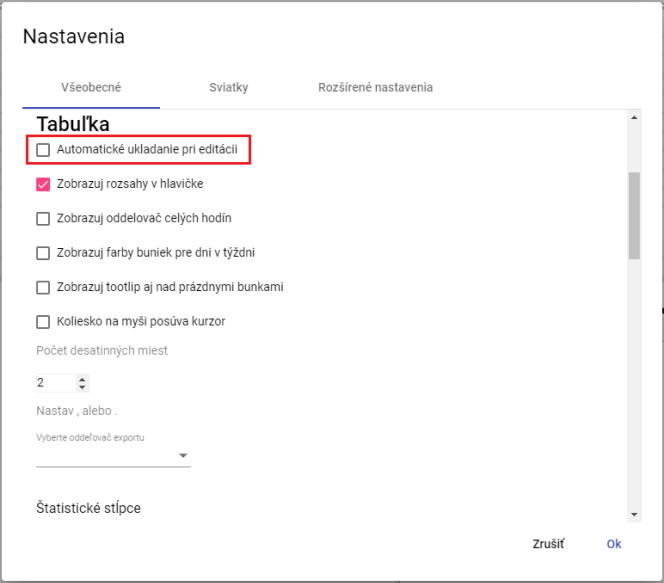 Nastavenia
Všeobecné
Sviatky
Rozšírené nastavenia
Tabuľka
Automatické ukladanie pri editácii
Zobrazuj rozsahy v hlavičke
Zobrazuj oddelovač celých hodín
Zobrazuj farby buniek pre dni v týždni
Zobrazuj tootlip aj nad prázdnymi bunkami
Koliesko na myši posúva kurzor
Počet desatinných miest
2
Nastav , alebo .
Vyberte oddeľovač exportu
Štatistické stĺpce
Zrušiť
Ok